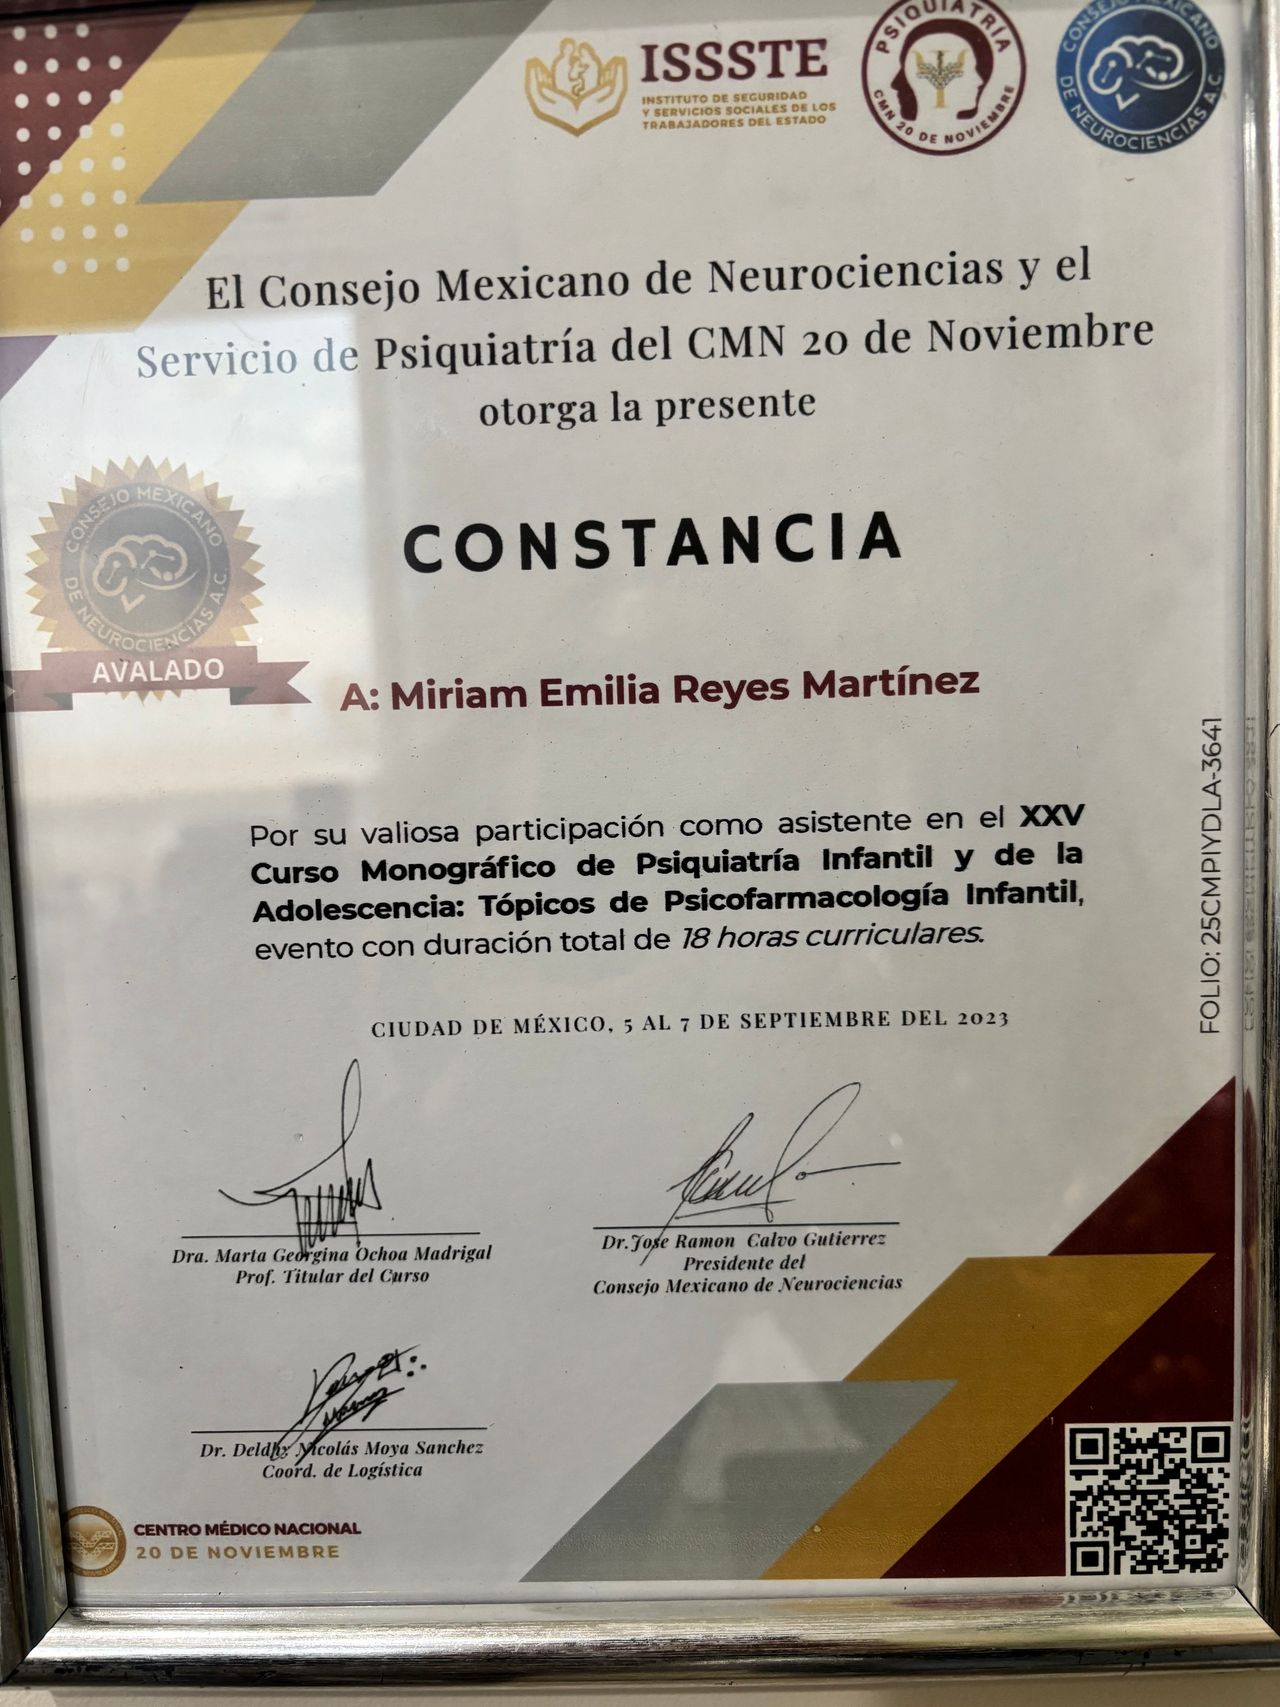 ISSSTE
INSTITUTO DE SEGURIDAD
Y SERVICIOS SOCIALES DE LOS
TRABAJADORES DEL ESTADO
PSIQUIATRÍA
CMN 20 DE NOVIEMBRE
CONSEJO MEXICANO
DE NEUROCIENCIAS A.C.
El Consejo Mexicano de Neurociencias y el
Servicio de Psiquiatría del CMN 20 de Noviembre
otorga la presente
CONSTANCIA
CONSEJO MEXICANO
DE NEUROCIENCIAS A.C.
AVALADO
A: Miriam Emilia Reyes Martínez
Por su valiosa participación como asistente en el XXV
Curso Monográfico de Psiquiatría Infantil y de la
Adolescencia: Tópicos de Psicofarmacología Infantil,
evento con duración total de 18 horas curriculares.
FOLIO: 25CMPIYDLA-3641
CIUDAD DE MÉXICO, 5 AL 7 DE SEPTIEMBRE DEL 2023
Dra. Marta Georgina Ochoa Madrigal
Prof. Titular del Curso
Dr.Jose Ramon Calvo Gutierrez
Presidente del
Consejo Mexicano de Neurociencias
Dr. Nicolás Moya Sanchez
Coord. de Logística
CENTRO MÉDICO NACIONAL
20 DE NOVIEMBRE